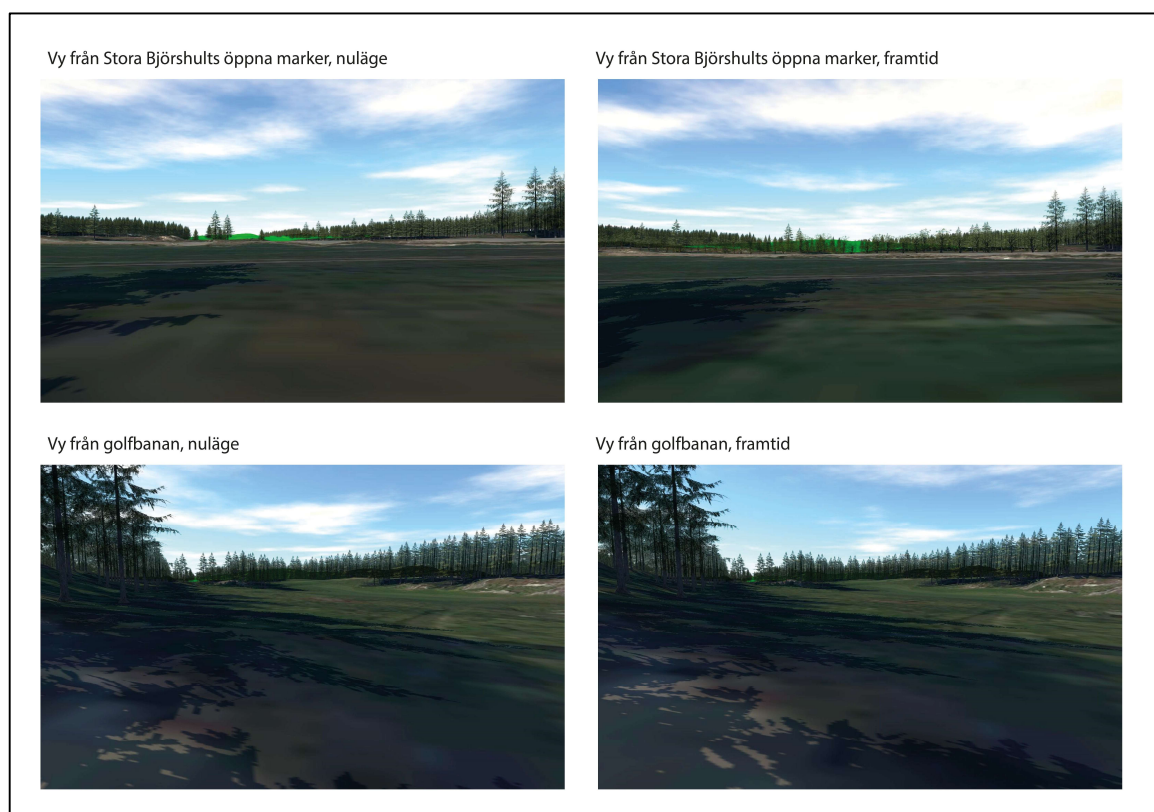 Vy från Stora Björshults öppna marker, nuläge
Vy från Stora Björshults öppna marker, framtid
Vy från golfbanan, nuläge
Vy från golfbanan, framtid